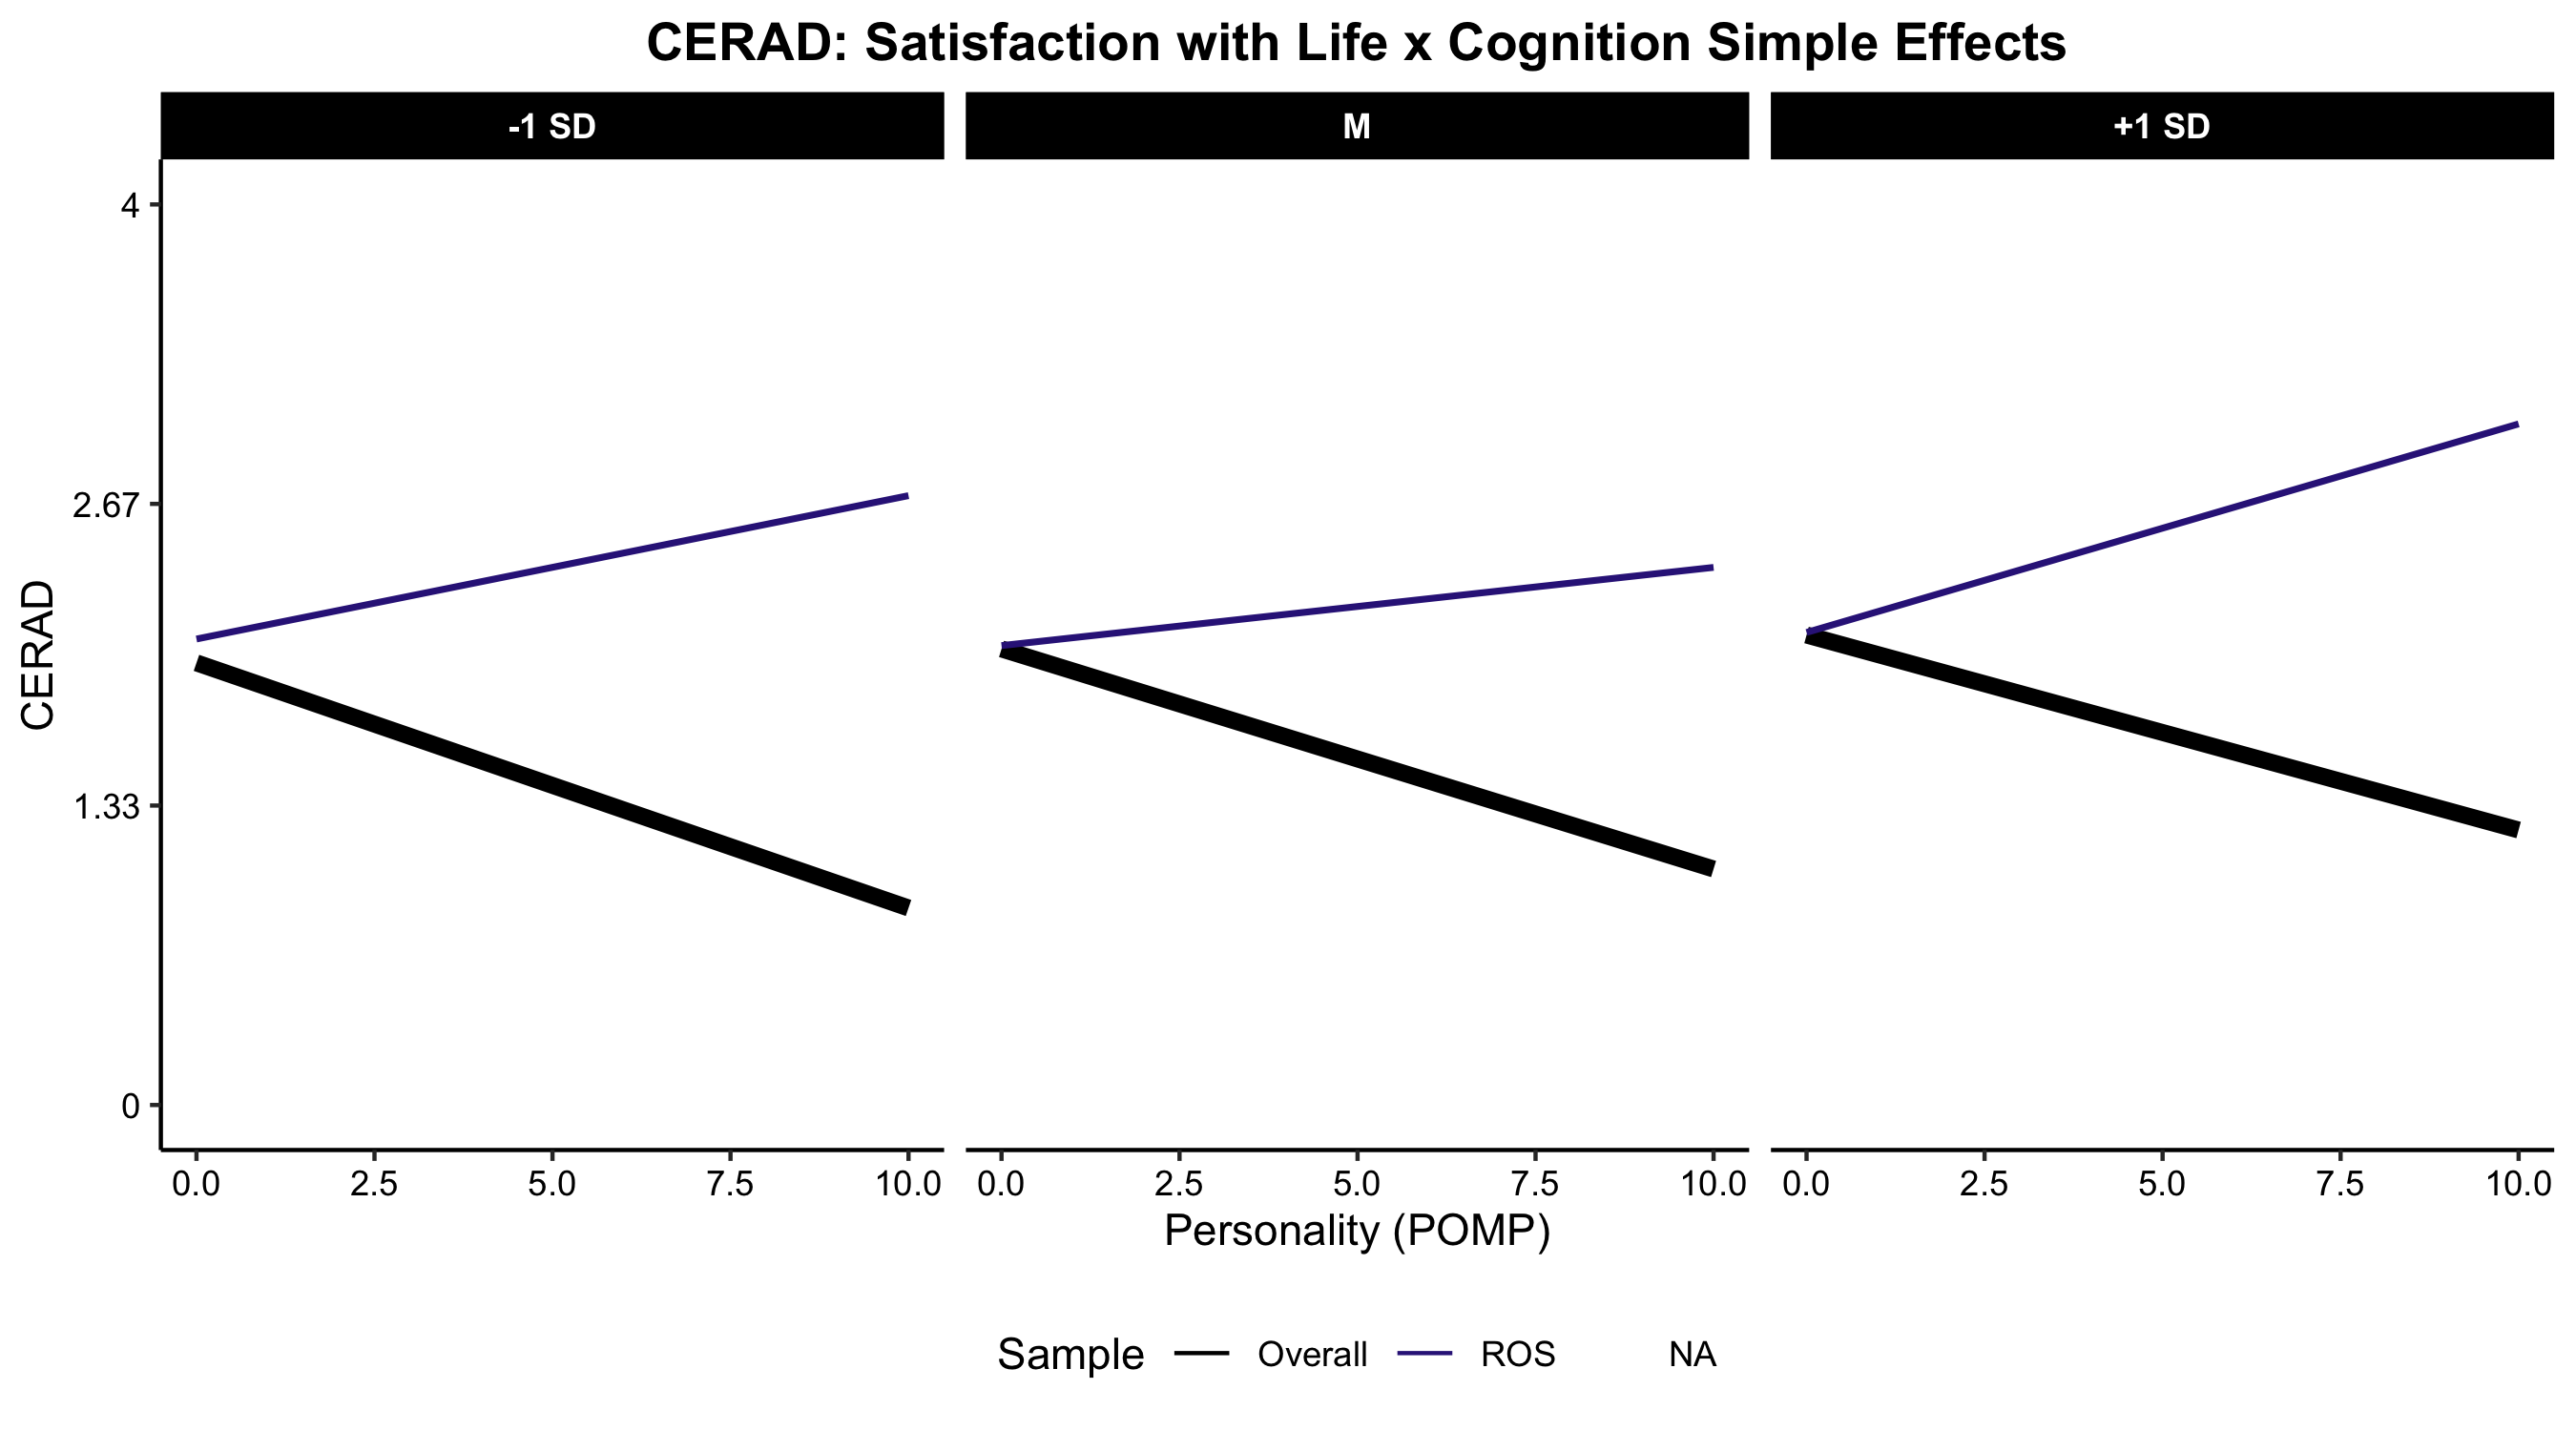 CERAD: Satisfaction with Life x Cognition Simple Effects
-1 SD M +1 SD
4
2.67
1.33
0
CERAD
0.0 2.5 5.0 7.5 10.0 0.0 2.5 5.0 7.5 10.0 0.0 2.5 5.0 7.5 10.0
Personality (POMP)
Sample Overall ROS NA